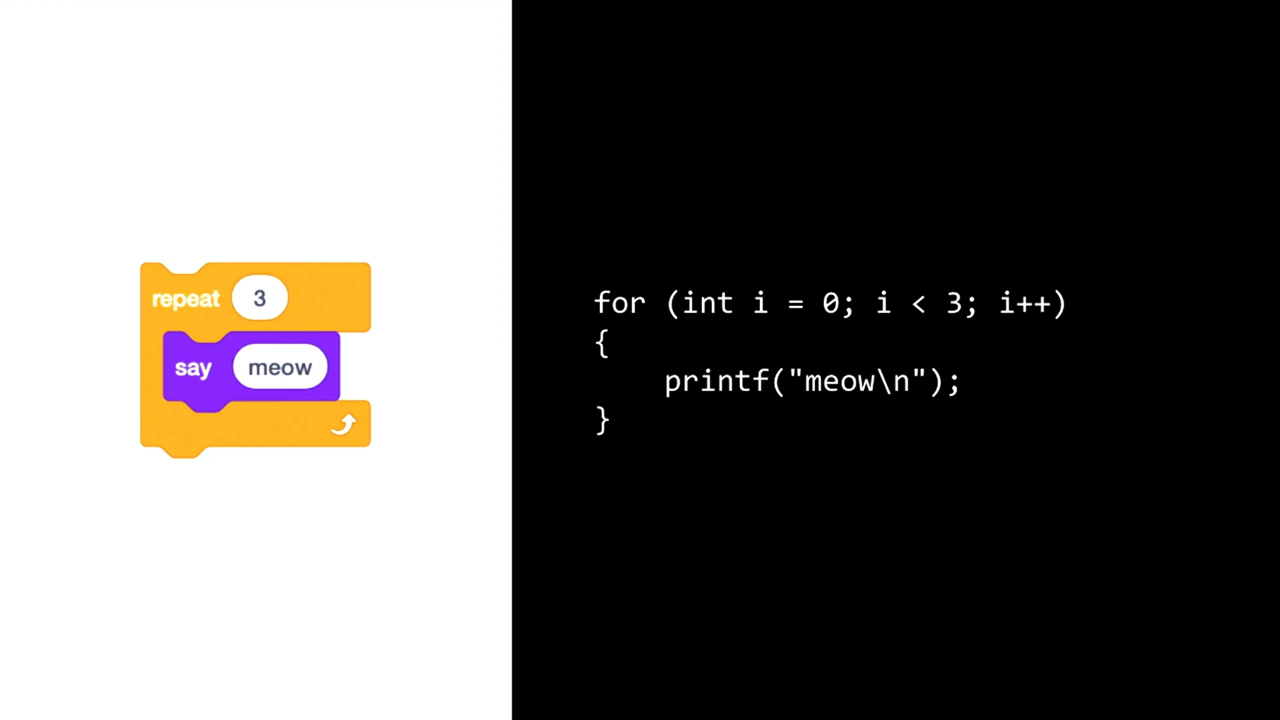 repeat 3
say meow
for (int i = 0; i < 3; i++)
{
    printf("meow\n");
}